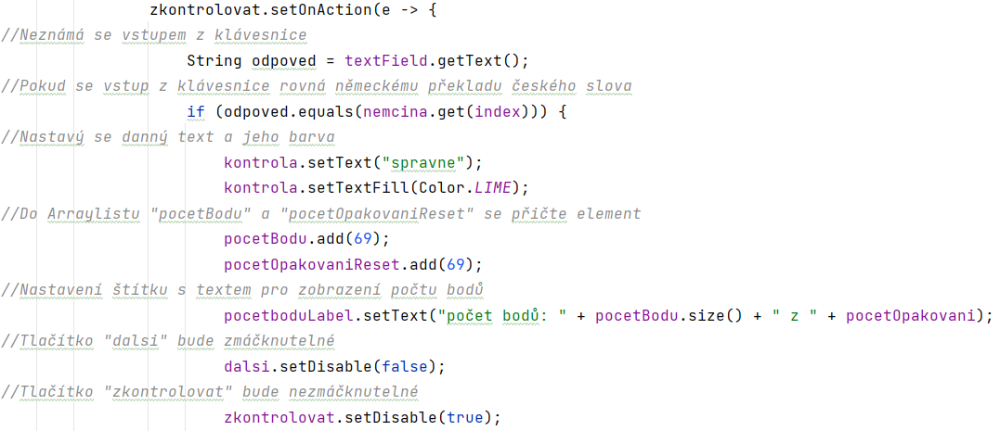 zkontrolovat.setOnAction(e -> {
//Neznámá se vstupem z klávesnice
String odpoved = textField.getText();
//Pokud se vstup z klávesnice rovná německému překladu českého slova
if (odpoved.equals(nemcina.get(index))) {
//Nastavý se danný text a jeho barva
kontrola.setText("spravne");
kontrola.setTextFill(Color.LIME);
//Do Arraylistu "pocetBodu" a "pocetOpakovaniReset" se přičte element
pocetBodu.add(69);
pocetOpakovaniReset.add(69);
//Nastavení štítku s textem pro zobrazení počtu bodů
pocetboduLabel.setText("počet bodů: " + pocetBodu.size() + " z " + pocetOpakovani);
//Tlačítko "dalsi" bude zmáčknutelné
dalsi.setDisable(false);
//Tlačítko "zkontrolovat" bude nezmáčknutelné
zkontrolovat.setDisable(true);